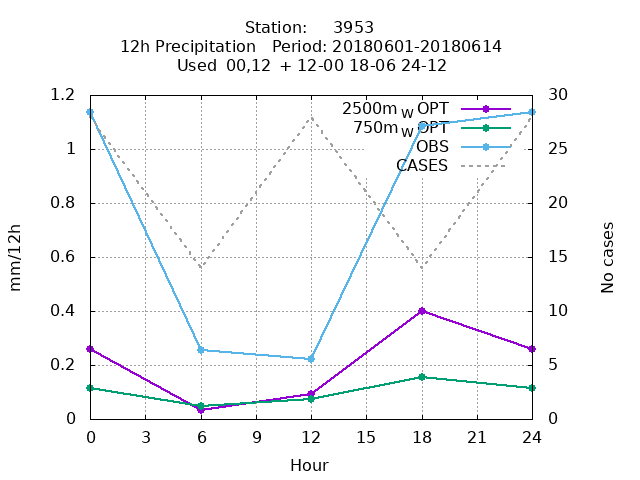 Station: 3953
12h Precipitation Period: 20180601-20180614
Used 00,12 + 12-00 18-06 24-12
1.2
1
0.8
0.6
0.4
0.2
0
30
25
20
15
10
5
0
2500m W OPT
750m W OPT
OBS
CASES
mm/12h
No cases
0 3 6 9 12 15 18 21 24
Hour